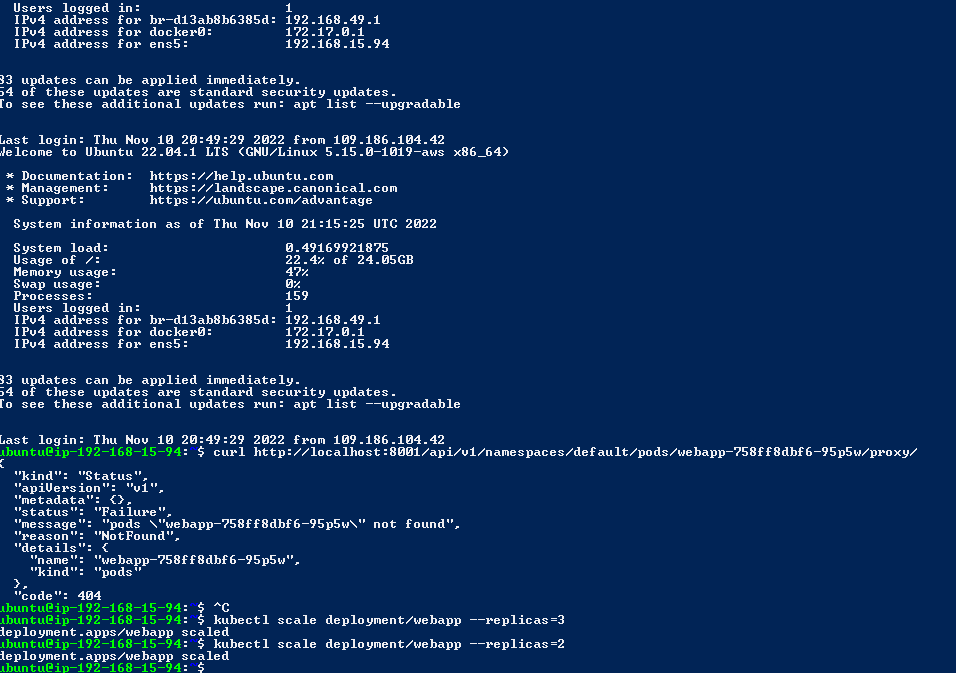 Users logged in: 1
IPv4 address for br-d13ab8b6385d: 192.168.49.1
IPv4 address for docker0: 172.17.0.1
IPv4 address for ens5: 192.168.15.94
83 updates can be applied immediately.
54 of these updates are standard security updates.
To see these additional updates run: apt list --upgradable
Last login: Thu Nov 10 20:49:29 2022 from 109.186.104.42
Welcome to Ubuntu 22.04.1 LTS (GNU/Linux 5.15.0-1019-aws x86_64)
* Documentation: https://help.ubuntu.com
* Management: https://landscape.canonical.com
* Support: https://ubuntu.com/advantage
System information as of Thu Nov 10 21:15:25 UTC 2022
System load: 0.49169921875
Usage of /: 22.4% of 24.05GB
Memory usage: 47%
Swap usage: 0%
Processes: 159
Users logged in: 1
IPv4 address for br-d13ab8b6385d: 192.168.49.1
IPv4 address for docker0: 172.17.0.1
IPv4 address for ens5: 192.168.15.94
83 updates can be applied immediately.
54 of these updates are standard security updates.
To see these additional updates run: apt list --upgradable
Last login: Thu Nov 10 20:49:29 2022 from 109.186.104.42
ubuntu@ip-192-168-15-94: $ curl http://localhost:8001/api/v1/namespaces/default/pods/webapp-758ff8dbf6-95p5w/proxy/
{
"kind": "Status",
"apiVersion": "v1",
"metadata": {},
"status": "Failure",
"message": "pods \"webapp-758ff8dbf6-95p5w\" not found",
"reason": "NotFound",
"details": {
"name": "webapp-758ff8dbf6-95p5w",
"kind": "pods"
},
"code": 404
ubuntu@ip-192-168-15-94: $ ^C
ubuntu@ip-192-168-15-94: $ kubectl scale deployment/webapp --replicas=3
deployment.apps/webapp scaled
ubuntu@ip-192-168-15-94: $ kubectl scale deployment/webapp --replicas=2
deployment.apps/webapp scaled
ubuntu@ip-192-168-15-94: $